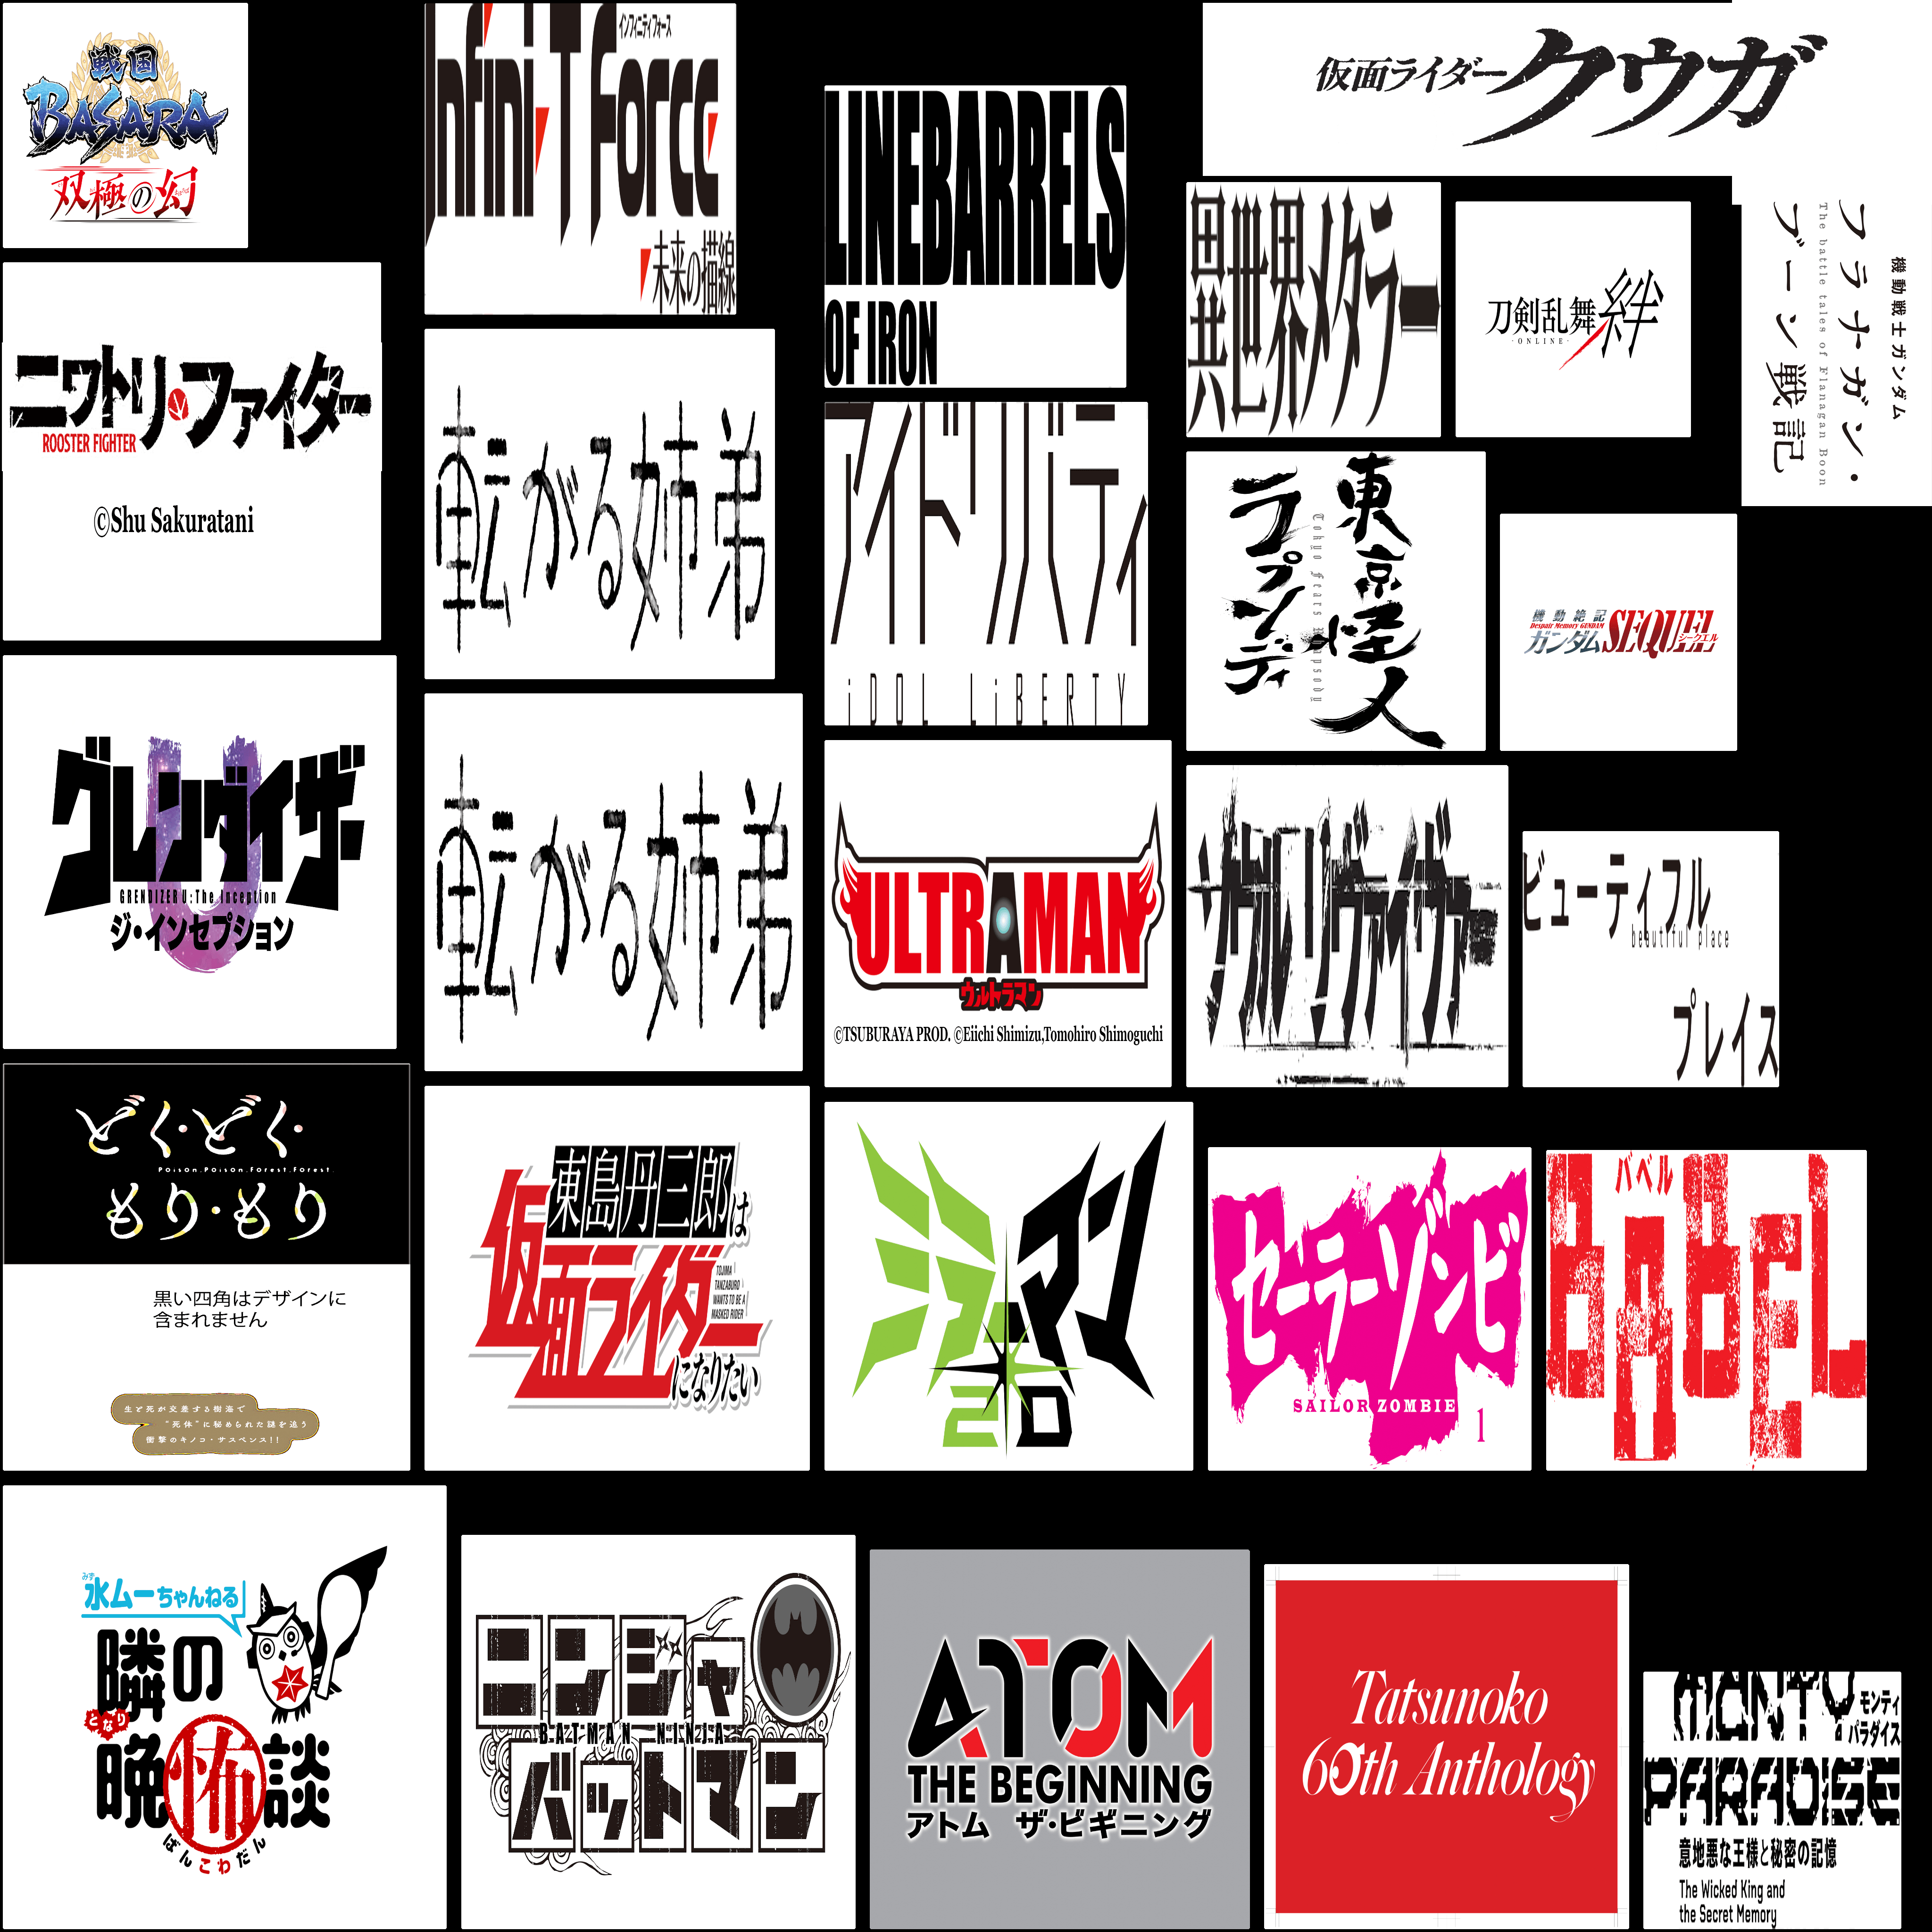 戦国
BASARA
双極の幻
ニワトリ・ファイター
ROOSTER FIGHTER
©Shu Sakuratani
グレンダイザー
U
GRENDIZER U:The Inception
ジ・インセプション
どく・どく・
Poison.Poison.Forest.Forest
もり・もり
黒い四角はデザインに
含まれません
生と死が交差する樹海で
“死体”に秘められた謎を追う
衝撃のキノコ・サスペンス!!
インフィニティフォース
Infini-T Force
未来の描線
転がる姉弟
転がる姉弟
東島丹三郎は
仮面ライダー
TOJIMA
TANZABURO
WANTS TO BE A
MASKED RIDER
になりたい
LINEBARRELS
OF IRON
アイドリバティ
iDOL LiBERTY
ULTRAMAN
ウルトラマン
©TSUBURAYA PROD. ©Eiichi Shimizu,Tomohiro Shimoguchi
20
仮面ライダークウガ
異世界メタラー
刀剣乱舞 絆
-ONLINE-
機動戦士ガンダム
フラナガン・
The battle tales of Flanagan Boon
ブーン戦記
東京怪人
Tokyo Fears Rhapsody
ラプソディ
機動絶記
Despair Memory GUNDAM
ガンダムSEQUEL
シークエル
ソウルリヴァイヴァー
ビューティフル
beautiful place
プレイス
セーラーゾンビ
SAILOR ZOMBIE
1
バベル
BABEL
みず
氷ムーちゃんねる
隣の
となり
晩怖談
ばんこわだん
ニンジャ
BATMAN NINJA
バットマン
ATOM
THE BEGINNING
アトム ザ・ビギニング
Tatsunoko
60th Anthology
MONTY
モンティ
パラダイス
PARADISE
意地悪な王様と秘密の記憶
The Wicked King and
the Secret Memory